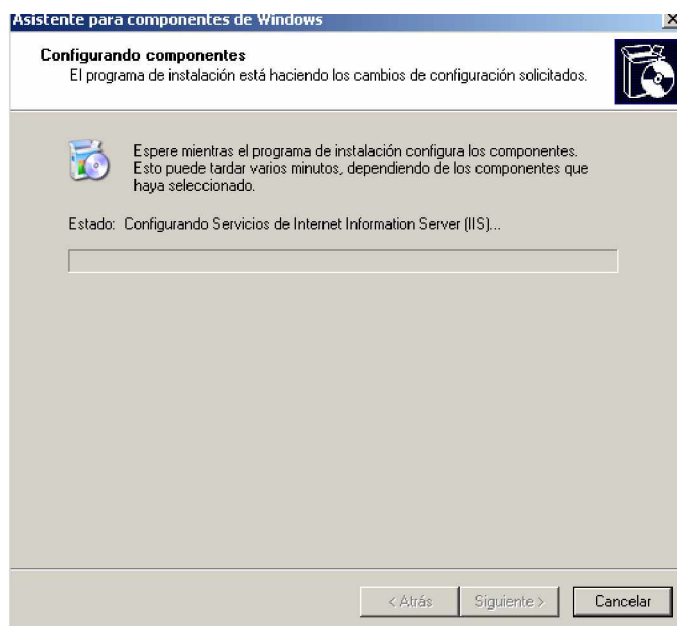 Asistente para componentes de Windows
Configurando componentes
El programa de instalación está haciendo los cambios de configuración solicitados.
Espere mientras el programa de instalación configura los componentes.
Esto puede tardar varios minutos, dependiendo de los componentes que
haya seleccionado.
Estado: Configurando Servicios de Internet Information Server (IIS)...
< Atrás Siguiente > Cancelar